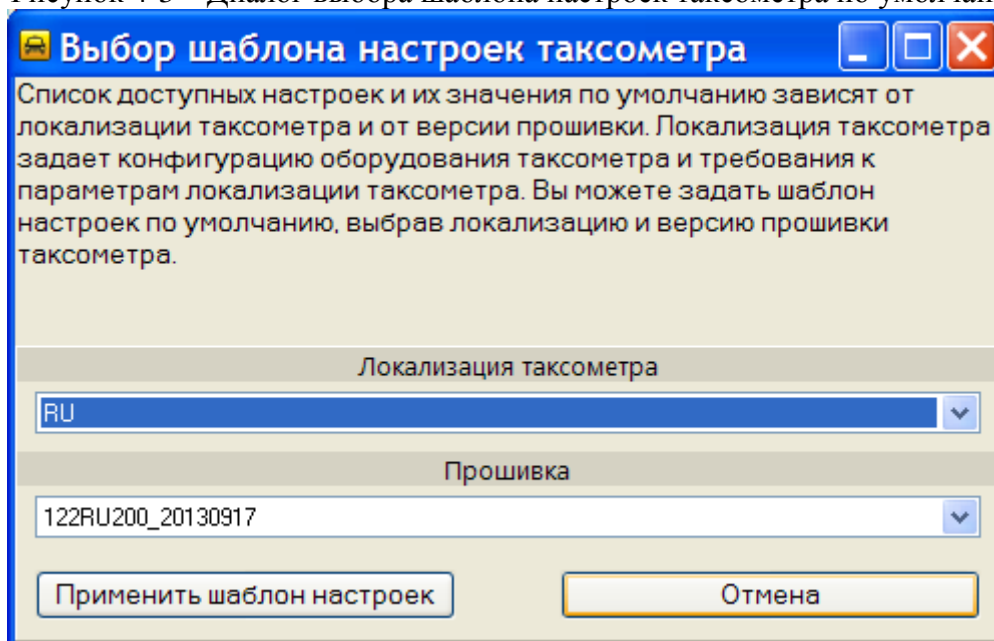 Выбор шаблона настроек таксометра
Список доступных настроек и их значения по умолчанию зависят от
локализации таксометра и от версии прошивки. Локализация таксометра
задает конфигурацию оборудования таксометра и требования к
параметрам локализации таксометра. Вы можете задать шаблон
настроек по умолчанию, выбрав локализацию и версию прошивки
таксометра.
Локализация таксометра
RU
Прошивка
122RU200_20130917
Применить шаблон настроек
Отмена